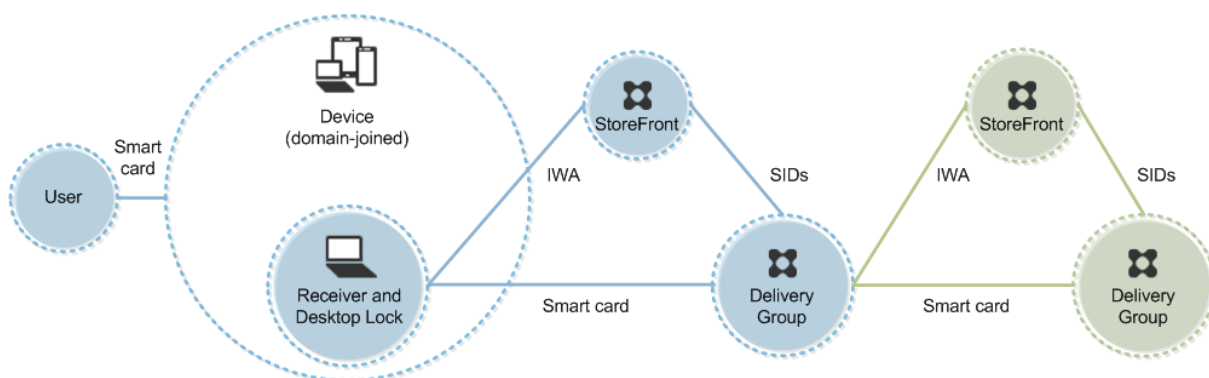 User
Smart
card
Device
(domain-joined)
Receiver and
Desktop Lock
IWA
StoreFront
SIDs
Smart card
Delivery
Group
IWA
StoreFront
SIDs
Smart card
Delivery
Group